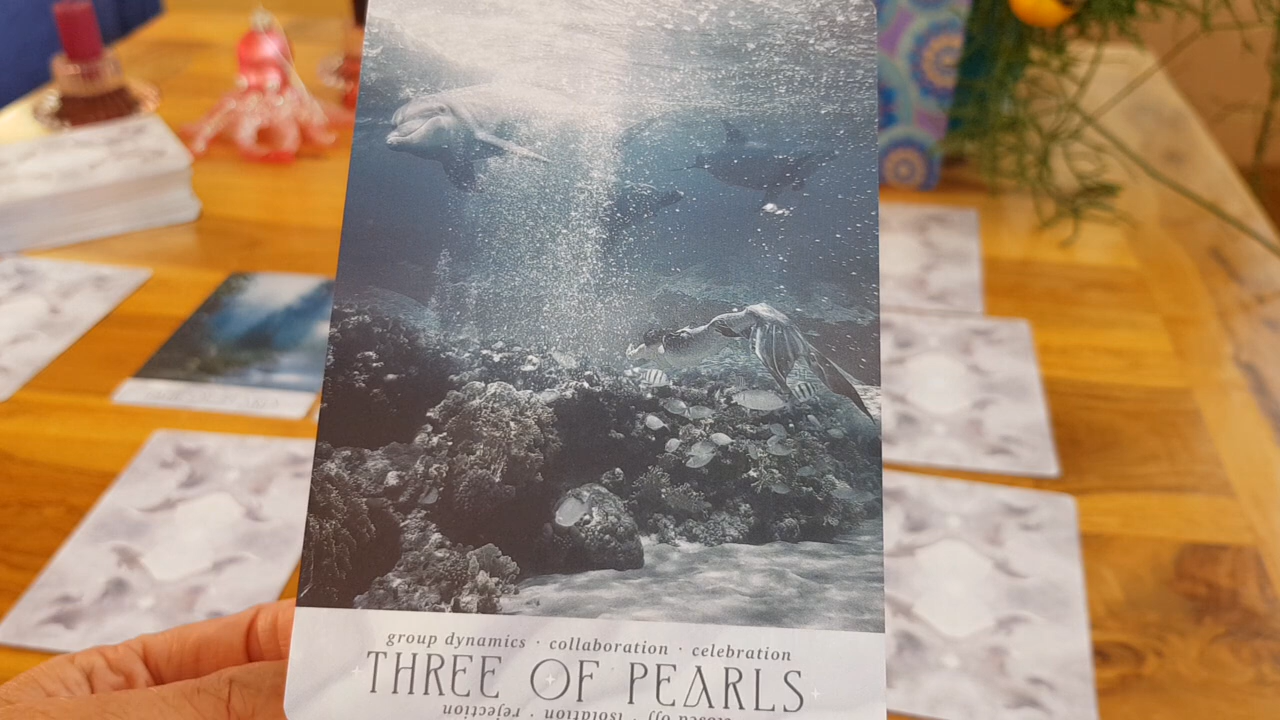 group dynamics · collaboration · celebration
THREE OF PEARLS
closed off · isolation · rejection